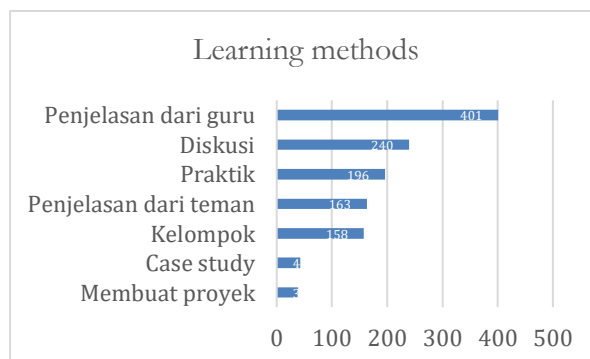 Learning methods
Penjelasan dari guru 401
Diskusi 240
Praktik 196
Penjelasan dari teman 163
Kelompok 158
Case study
Membuat proyek
0 100 200 300 400 500